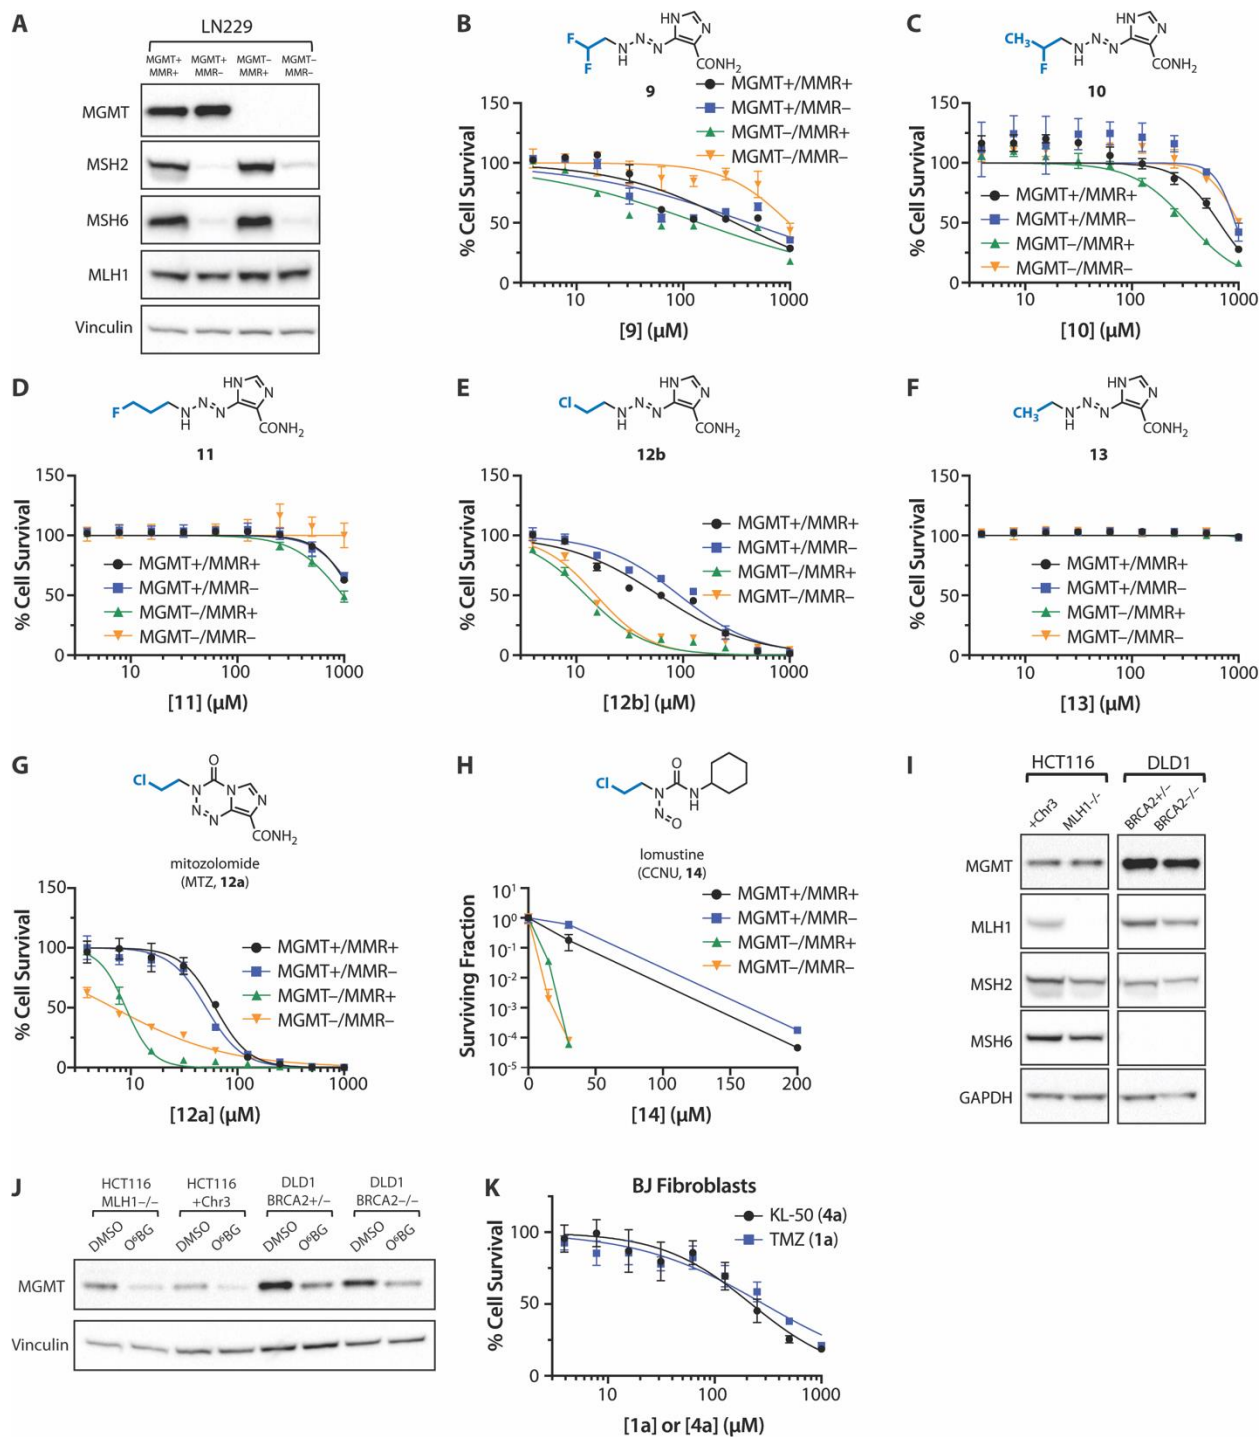 A
LN229
MGMT+ MGMT+ MGMT– MGMT–
MMR+ MMR– MMR+ MMR–
MGMT
MSH2
MSH6
MLH1
Vinculin
B
F
F
N
H
N
N
HN
N
CONH2
9
MGMT+/MMR+
MGMT+/MMR–
MGMT–/MMR+
MGMT–/MMR–
% Cell Survival
150
100
50
0
10 100 1000
[9] (µM)
C
CH3
F
N
H
N
N
HN
N
CONH2
10
% Cell Survival
150
100
50
0
MGMT+/MMR+
MGMT+/MMR–
MGMT–/MMR+
MGMT–/MMR–
10 100 1000
[10] (µM)
D
F
N
H
N
N
HN
N
CONH2
11
% Cell Survival
150
100
50
0
MGMT+/MMR+
MGMT+/MMR–
MGMT–/MMR+
MGMT–/MMR–
10 100 1000
[11] (µM)
E
Cl
N
H
N
N
HN
N
CONH2
12b
% Cell Survival
150
100
50
0
MGMT+/MMR+
MGMT+/MMR–
MGMT–/MMR+
MGMT–/MMR–
10 100 1000
[12b] (µM)
F
CH3
N
H
N
N
HN
N
CONH2
13
% Cell Survival
150
100
50
0
MGMT+/MMR+
MGMT+/MMR–
MGMT–/MMR+
MGMT–/MMR–
10 100 1000
[13] (µM)
G
O
Cl
N
N
N
N
N
CONH2
mitozolomide
(MTZ, 12a)
% Cell Survival
150
100
50
0
MGMT+/MMR+
MGMT+/MMR–
MGMT–/MMR+
MGMT–/MMR–
10 100 1000
[12a] (µM)
H
O
Cl
N
N
H
N
O
lomustine
(CCNU, 14)
Surviving Fraction
10^1
10^0
10^-1
10^-2
10^-3
10^-4
10^-5
MGMT+/MMR+
MGMT+/MMR–
MGMT–/MMR+
MGMT–/MMR–
0 50 100 150 200
[14] (µM)
I
HCT116 DLD1
+Chr3 MLH1-/- BRCA2+/– BRCA2–/–
MGMT
MLH1
MSH2
MSH6
GAPDH
J
HCT116 HCT116 DLD1 DLD1
MLH1–/– +Chr3 BRCA2+/– BRCA2–/–
DMSO O⁶BG DMSO O⁶BG DMSO O⁶BG DMSO O⁶BG
MGMT
Vinculin
K
BJ Fibroblasts
KL-50 (4a)
TMZ (1a)
% Cell Survival
100
50
0
10 100 1000
[1a] or [4a] (µM)